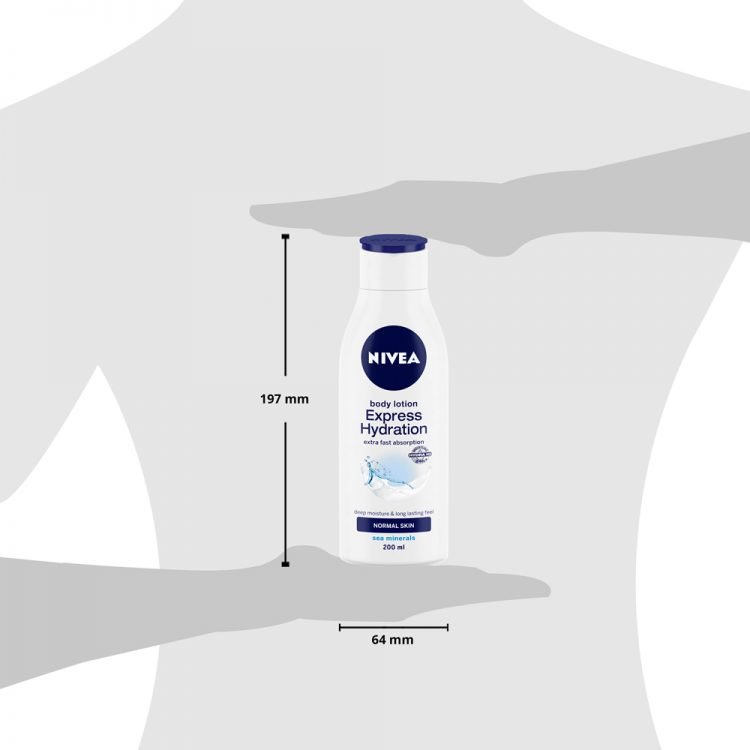 197 mm
NIVEA
body lotion
Express
Hydration
extra fast absorption
deep moisture & long lasting feel
NORMAL SKIN
sea minerals
200 ml
64 mm